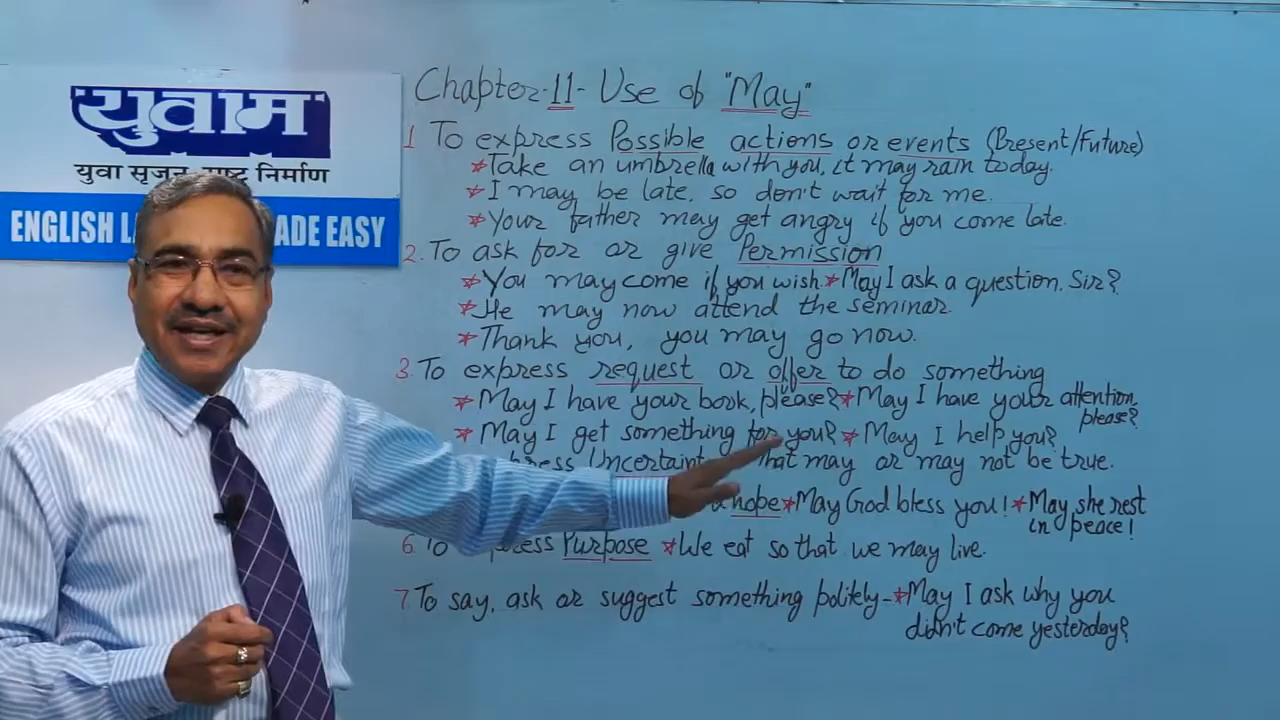 युवाम
युवा सृजन राष्ट्र निर्माण
ENGLISH L ADE EASY
Chapter-11- Use of "May"
1 To express Possible actions or events (Present/Future)
*Take an umbrella with you, it may rain today.
*I may be late, so don't wait for me.
*Your father may get angry if you come late.
2. To ask for or give Permission
*You may come if you wish.*May I ask a question, Sir?
*He may now attend the seminar.
*Thank you, you may go now.
3. To express request or offer to do something
*May I have your book, please?*May I have your attention please?
*May I get something for you?*May I help you?
press Uncertaint That may or may not be true.
hope*May God bless you!*May she rest in peace!
6. To press Purpose *We eat so that we may live.
7. To say, ask or suggest something politely-*May I ask why you
didn't come yesterday?